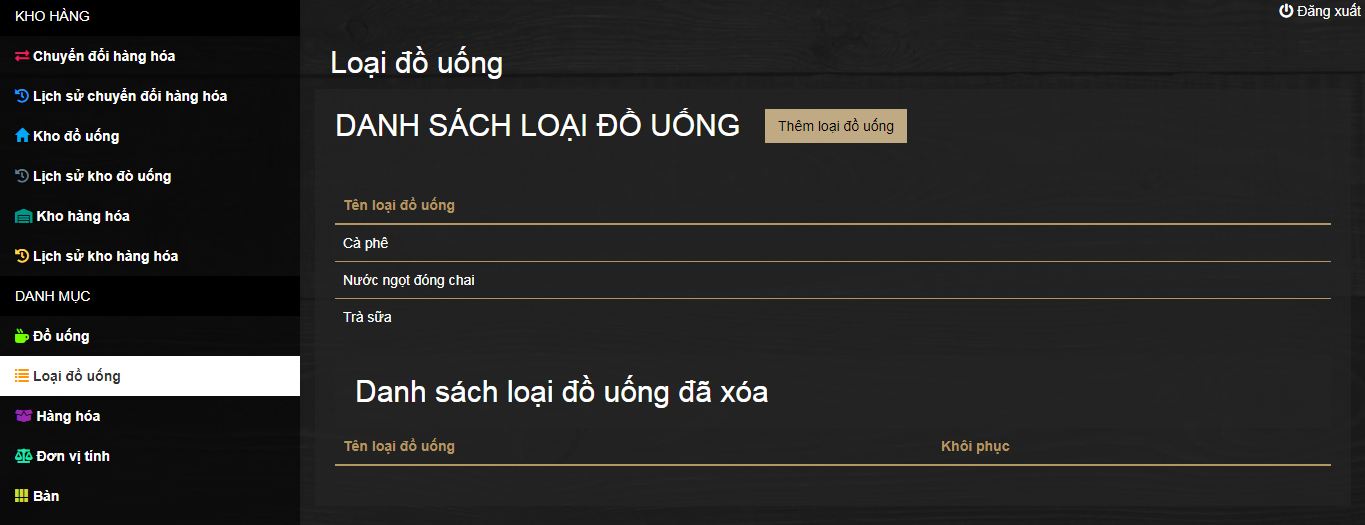 KHO HÀNG
Chuyển đổi hàng hóa
Lịch sử chuyển đổi hàng hóa
Kho đồ uống
Lịch sử kho đò uống
Kho hàng hóa
Lịch sử kho hàng hóa
DANH MỤC
Đồ uống
Loại đồ uống
Hàng hóa
Đơn vị tính
Bàn
Đăng xuất
Loại đồ uống
DANH SÁCH LOẠI ĐỒ UỐNG
Thêm loại đồ uống
Tên loại đồ uống
Cà phê
Nước ngọt đóng chai
Trà sữa
Danh sách loại đồ uống đã xóa
Tên loại đồ uống
Khôi phục